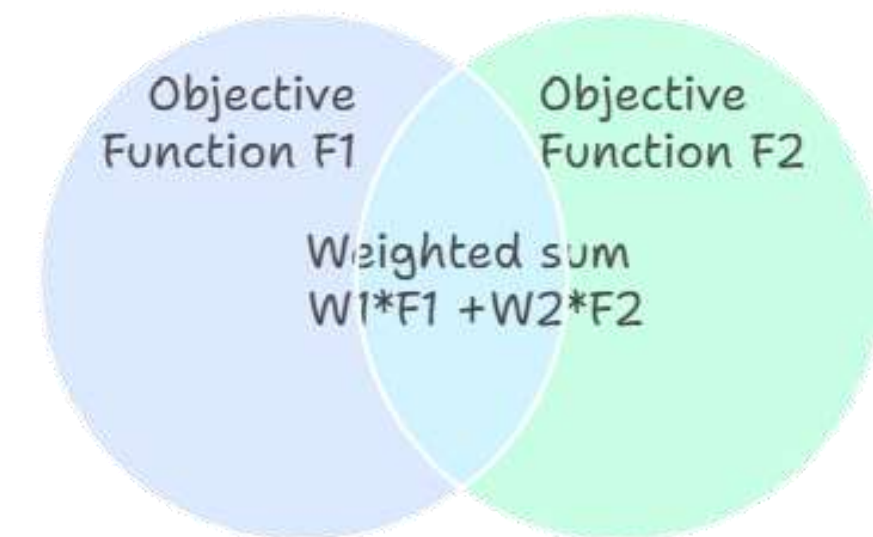 Objective
Function F1
Objective
Function F2
Weighted sum
W1*F1 +W2*F2